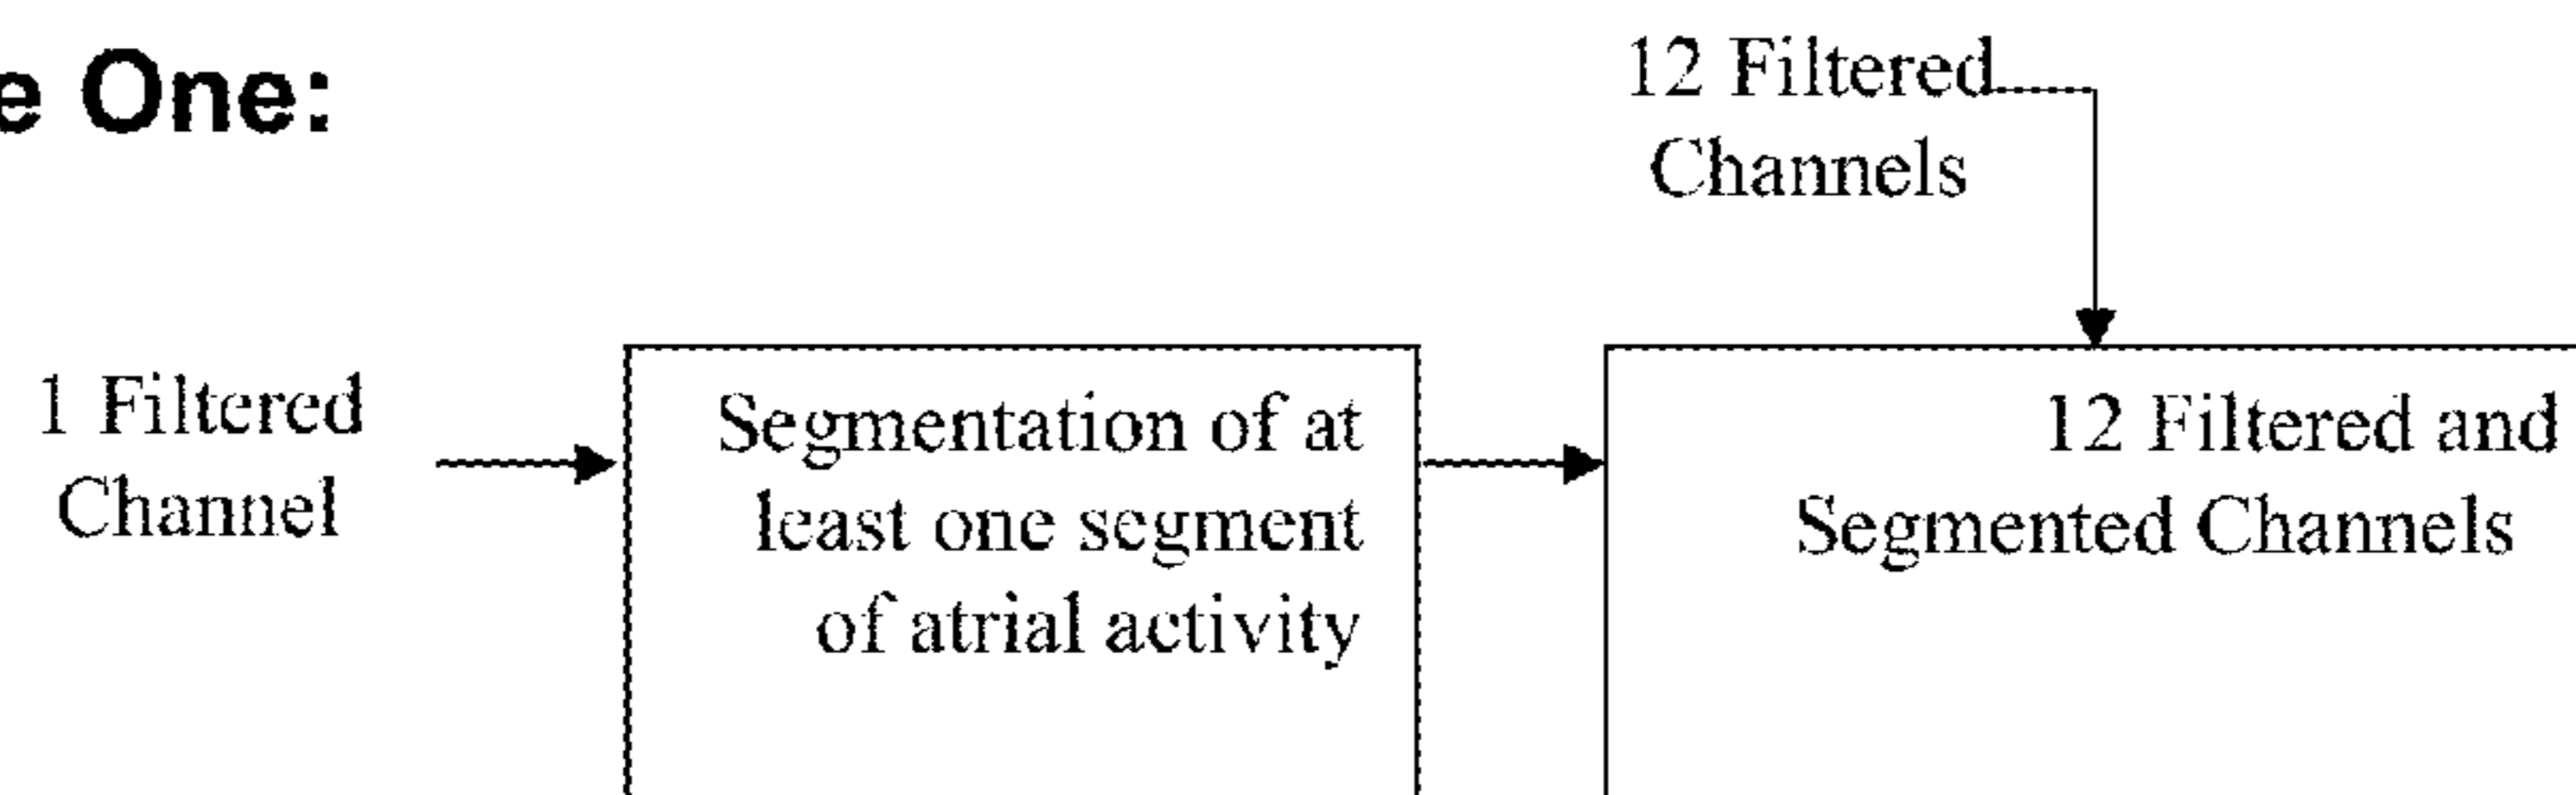 One:
12 Filtered
Channels
1 Filtered
Channel
Segmentation of at
least one segment
of atrial activity
12 Filtered and
Segmented Channels